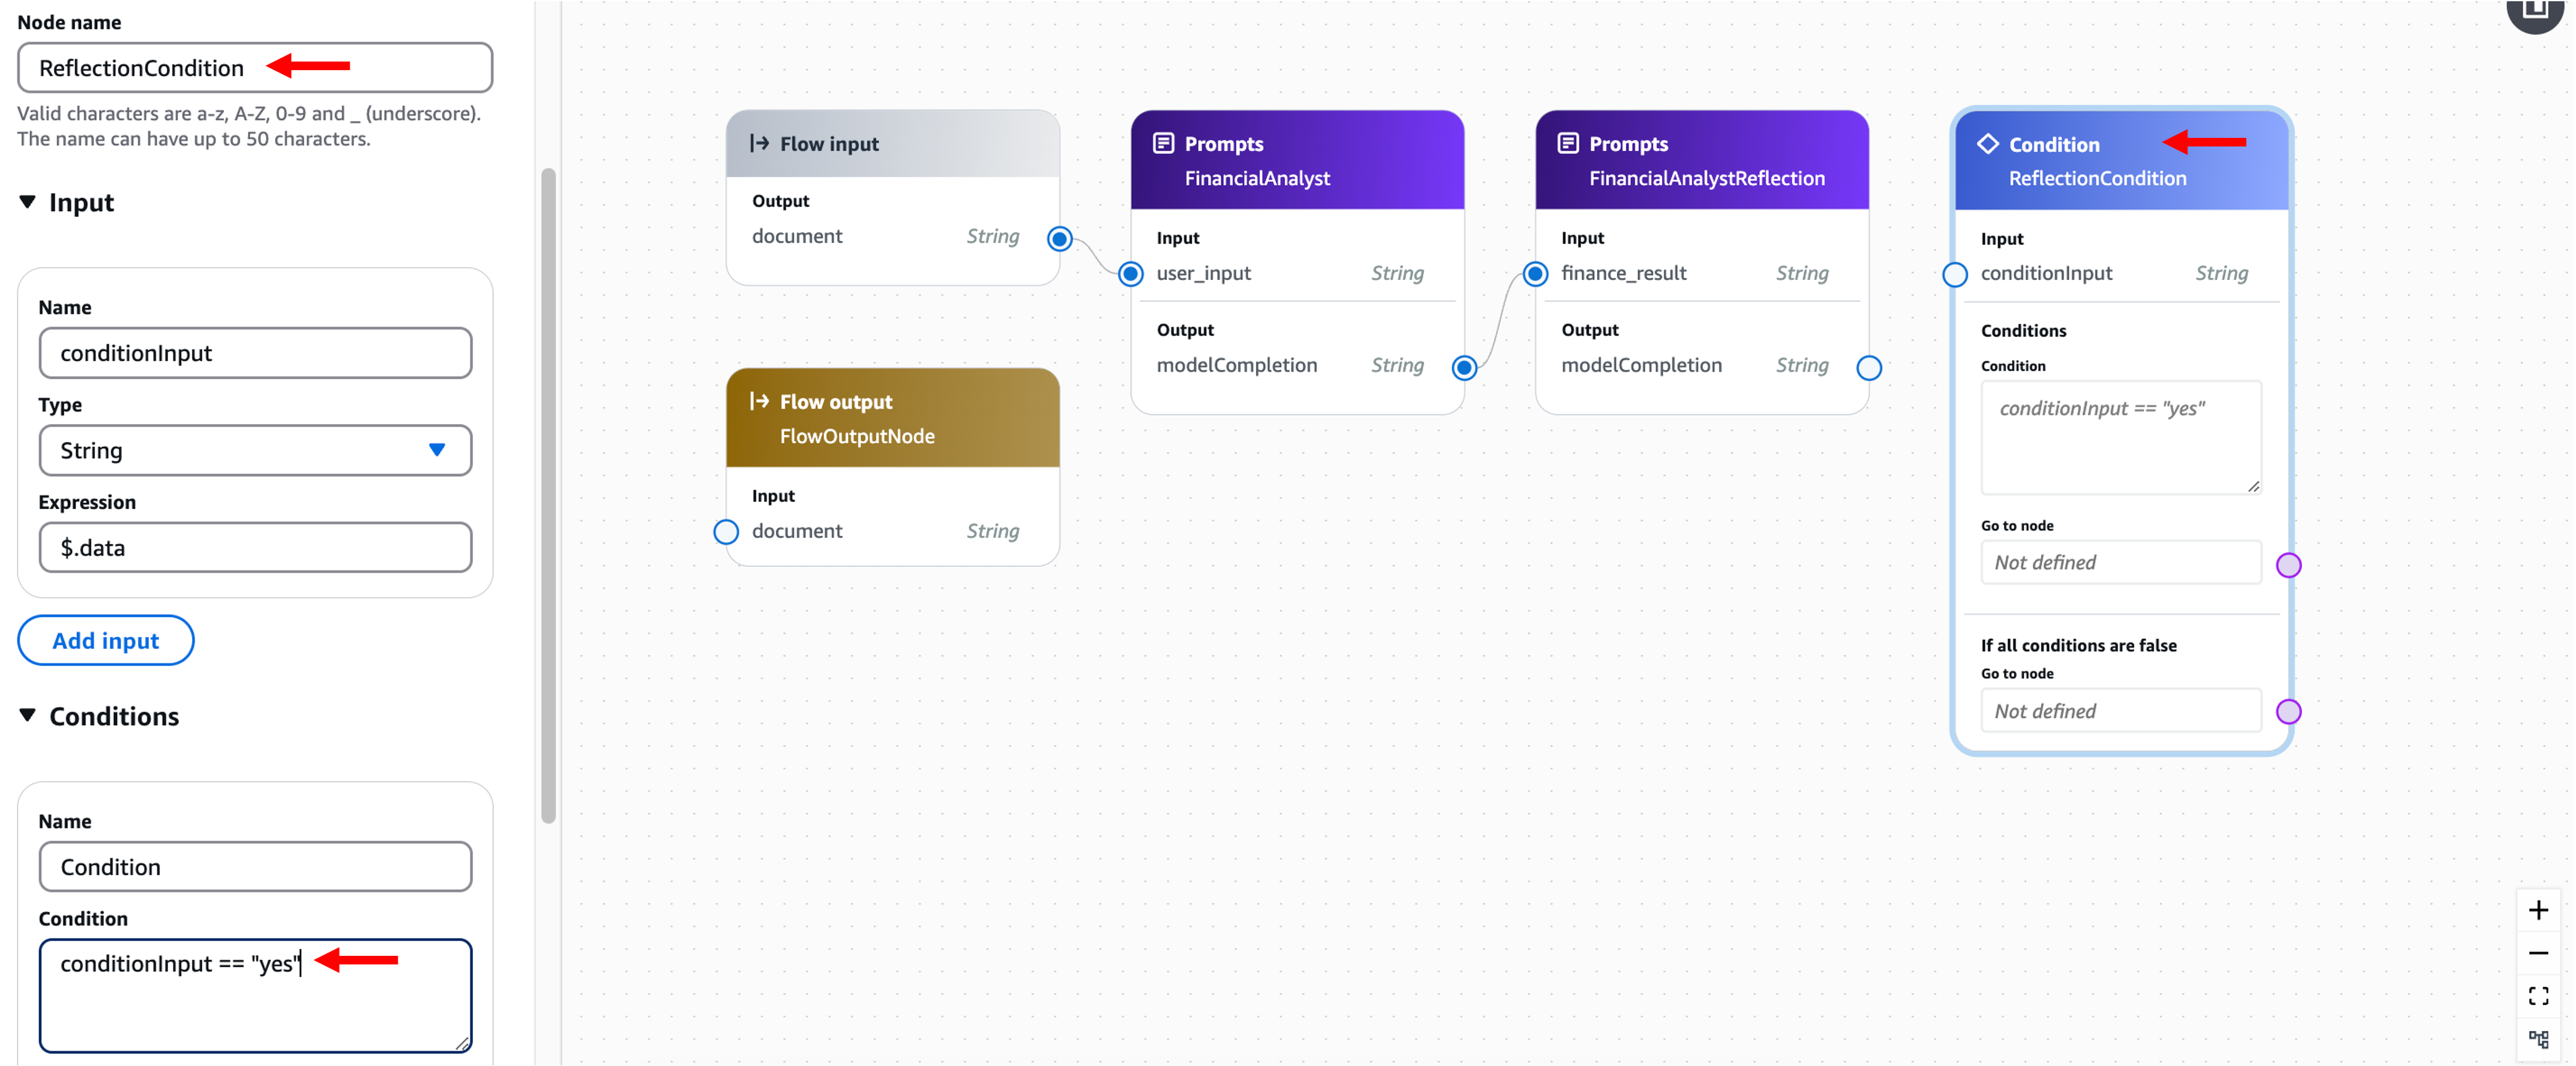 Node name
ReflectionCondition
Valid characters are a-z, A-Z, 0-9 and _ (underscore).
The name can have up to 50 characters.
Input
Name
conditionInput
Type
String
Expression
$.data
Add input
Conditions
Name
Condition
Condition
conditionInput == "yes"
Flow input
Output
document String
Flow output
FlowOutputNode
Input
document String
Prompts
FinancialAnalyst
Input
user_input String
Output
modelCompletion String
Prompts
FinancialAnalystReflection
Input
finance_result String
Output
modelCompletion String
Condition
ReflectionCondition
Input
conditionInput String
Conditions
Condition
conditionInput == "yes"
Go to node
Not defined
If all conditions are false
Go to node
Not defined